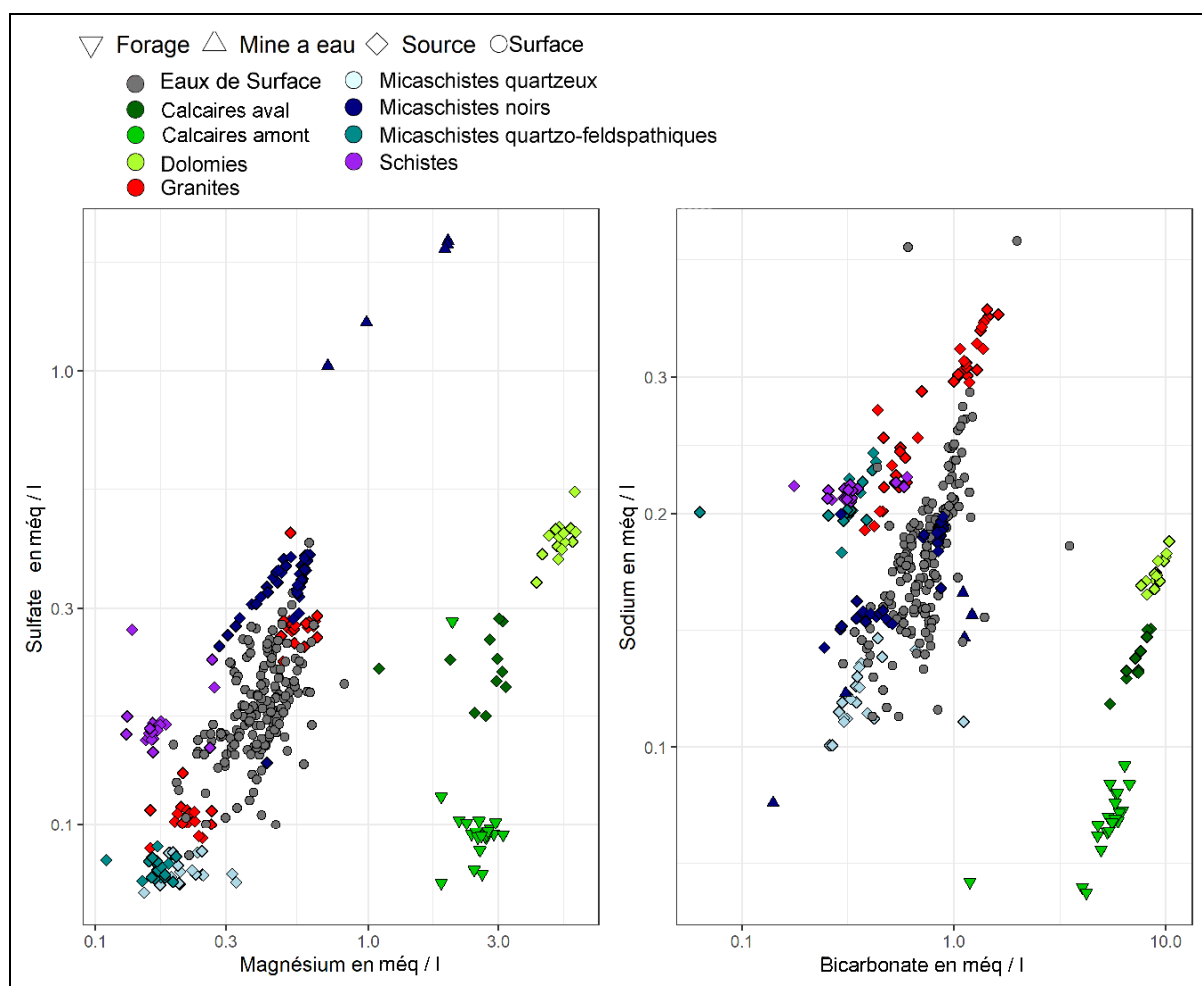 Forage Mine a eau Source Surface
Eaux de Surface Micaschistes quartzeux
Calcaires aval Micaschistes noirs
Calcaires amont Micaschistes quartzo-feldspathiques
Dolomies Schistes
Granites
Sulfate en méq / l
1.0
0.3
0.1
0.1 0.3 1.0 3.0
Magnésium en méq / l
Sodium en méq / l
0.3
0.2
0.1
0.1 1.0 10.0
Bicarbonate en méq / l